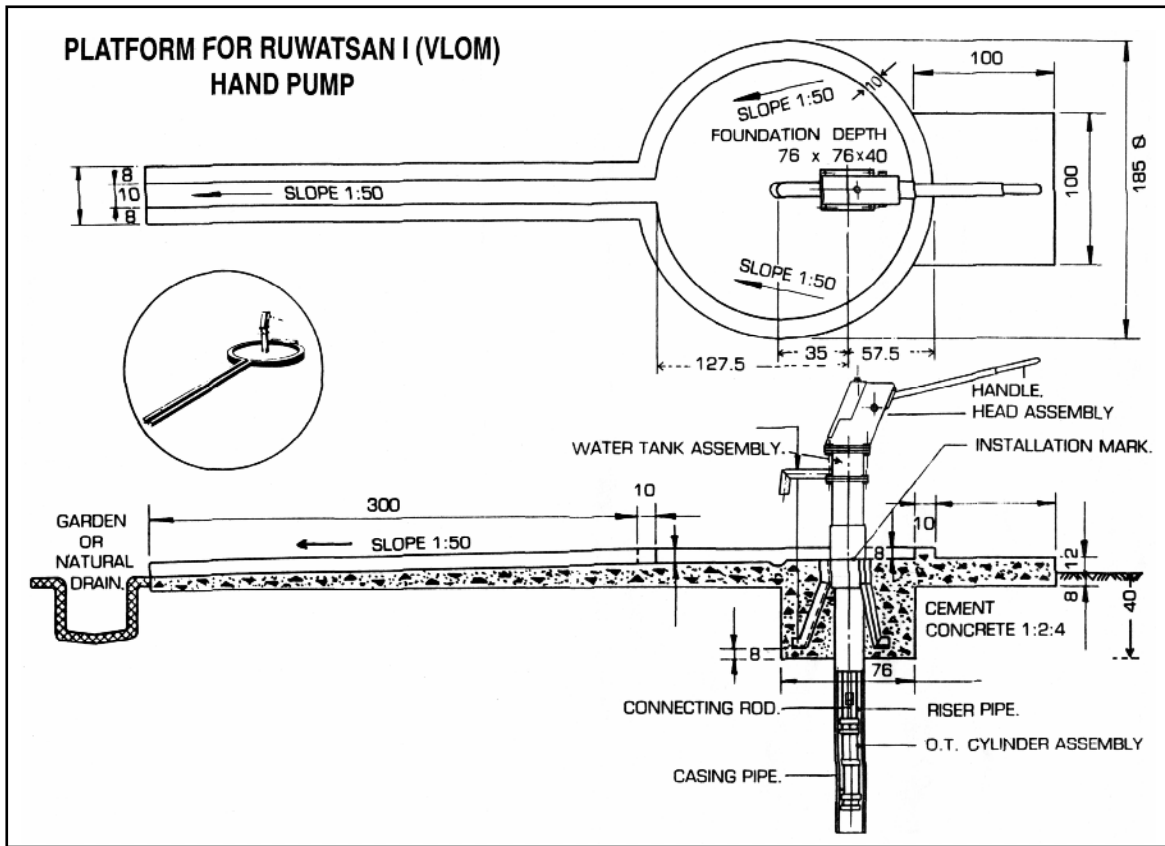 PLATFORM FOR RUWATSAN I (VLOM)
HAND PUMP
100
SLOPE 1:50
10
FOUNDATION DEPTH
76 x 76x40
8
10
8
SLOPE 1:50
100
185 Ø
SLOPE 1:50
127.5
35
57.5
HANDLE.
HEAD ASSEMBLY
WATER TANK ASSEMBLY.
INSTALLATION MARK.
300
10
10
GARDEN
OR
NATURAL
DRAIN.
SLOPE 1:50
8
12
8
40
CEMENT
CONCRETE 1:2:4
8
76
CONNECTING ROD.
RISER PIPE.
O.T. CYLINDER ASSEMBLY
CASING PIPE.